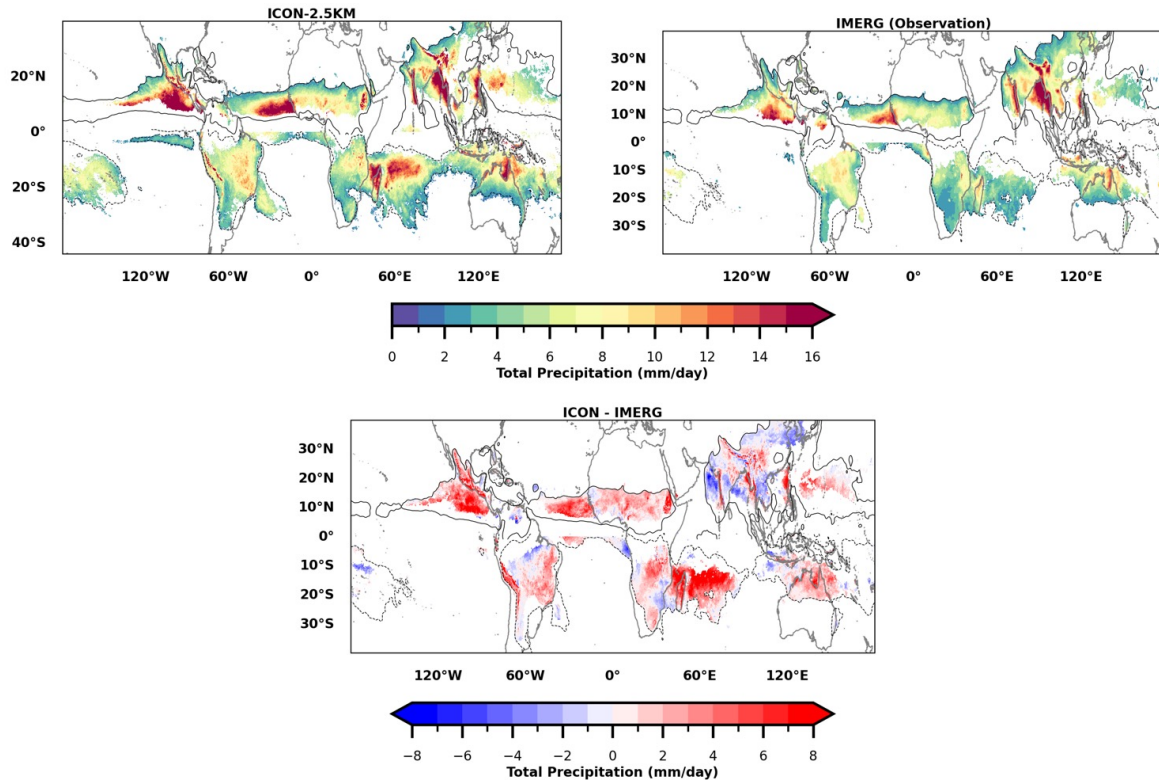 ICON-2.5KM
20°N
0°
20°S
40°S
120°W 60°W 0° 60°E 120°E
IMERG (Observation)
30°N
20°N
10°N
0°
10°S
20°S
30°S
120°W 60°W 0° 60°E 120°E
0 2 4 6 8 10 12 14 16
Total Precipitation (mm/day)
ICON - IMERG
30°N
20°N
10°N
0°
10°S
20°S
30°S
120°W 60°W 0° 60°E 120°E
−8 −6 −4 −2 0 2 4 6 8
Total Precipitation (mm/day)